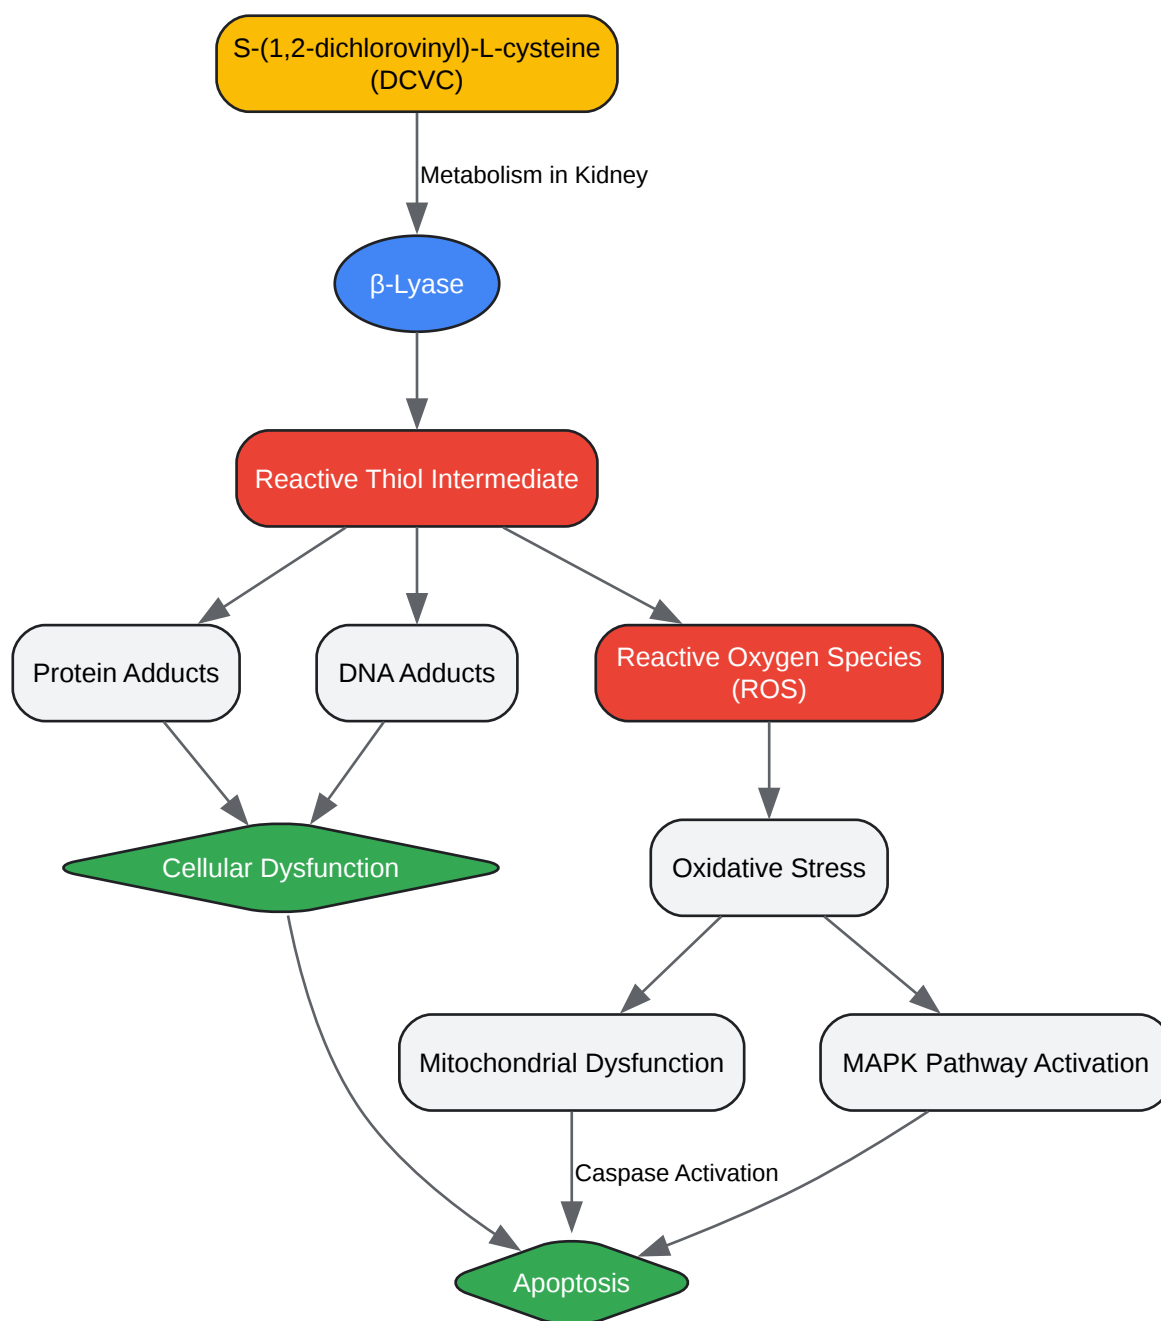 S-(1,2-dichlorovinyl)-L-cysteine
(DCVC)
Metabolism in Kidney
β-Lyase
Reactive Thiol Intermediate
Protein Adducts
DNA Adducts
Reactive Oxygen Species
(ROS)
Cellular Dysfunction
Oxidative Stress
Mitochondrial Dysfunction
MAPK Pathway Activation
Caspase Activation
Apoptosis